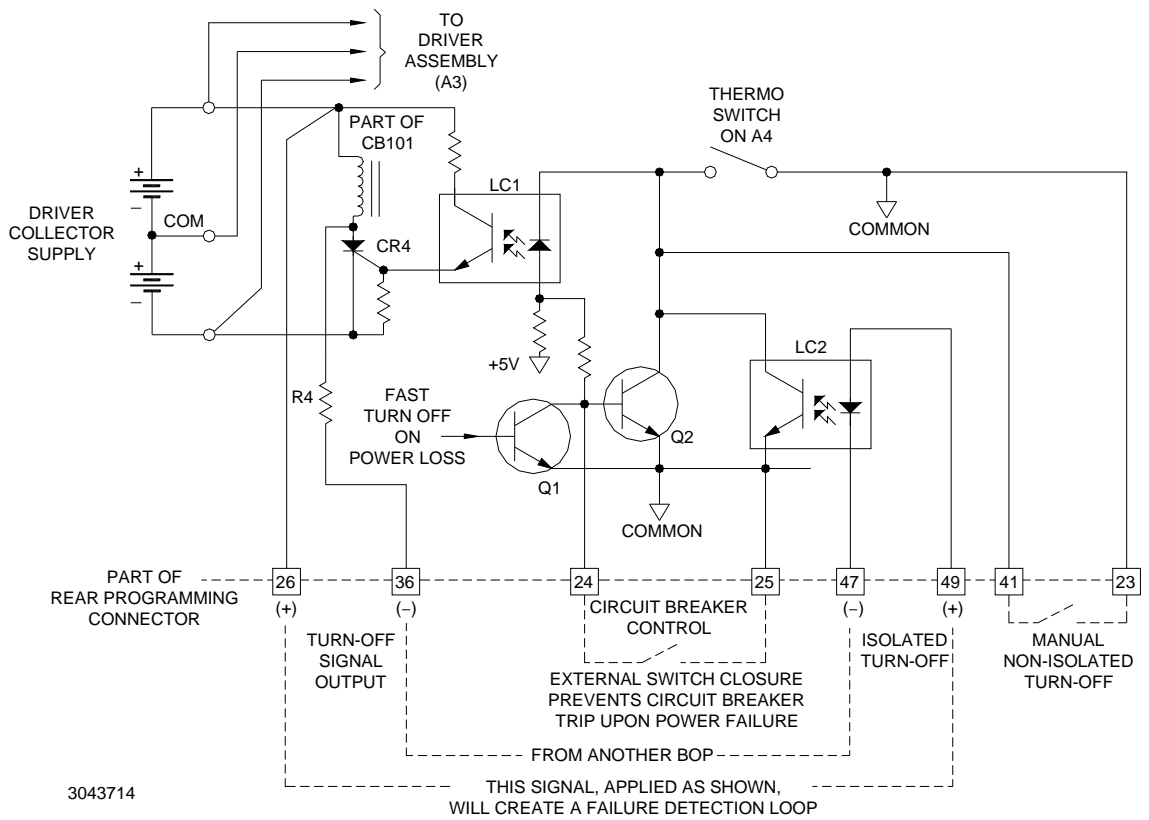 TO
DRIVER
ASSEMBLY
(A3)
THERMO
SWITCH
ON A4
PART OF
CB101
LC1
+
–
DRIVER
COLLECTOR
SUPPLY
COM
COMMON
CR4
+
–
LC2
+5V
R4
FAST
TURN OFF
ON
POWER LOSS
Q2
Q1
COMMON
PART OF
REAR PROGRAMMING
CONNECTOR
26
36
24
25
47
49
41
23
(+)
(–)
CIRCUIT BREAKER
CONTROL
(–)
(+)
TURN-OFF
SIGNAL
OUTPUT
ISOLATED
TURN-OFF
MANUAL
NON-ISOLATED
TURN-OFF
EXTERNAL SWITCH CLOSURE
PREVENTS CIRCUIT BREAKER
TRIP UPON POWER FAILURE
FROM ANOTHER BOP
THIS SIGNAL, APPLIED AS SHOWN,
WILL CREATE A FAILURE DETECTION LOOP
3043714